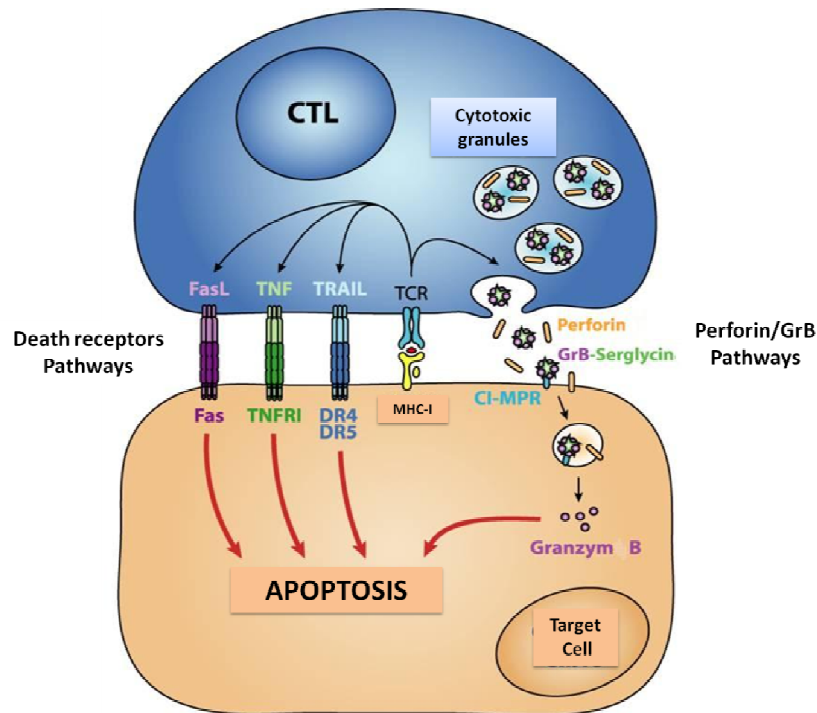 CTL
Cytotoxic
granules
FasL TNF TRAIL TCR
Death receptors
Pathways
Perforin
GrB-Serglycin
Perforin/GrB
Pathways
CI-MPR
MHC-I
Fas TNFRI DR4
DR5
Granzym B
APOPTOSIS
Target
Cell